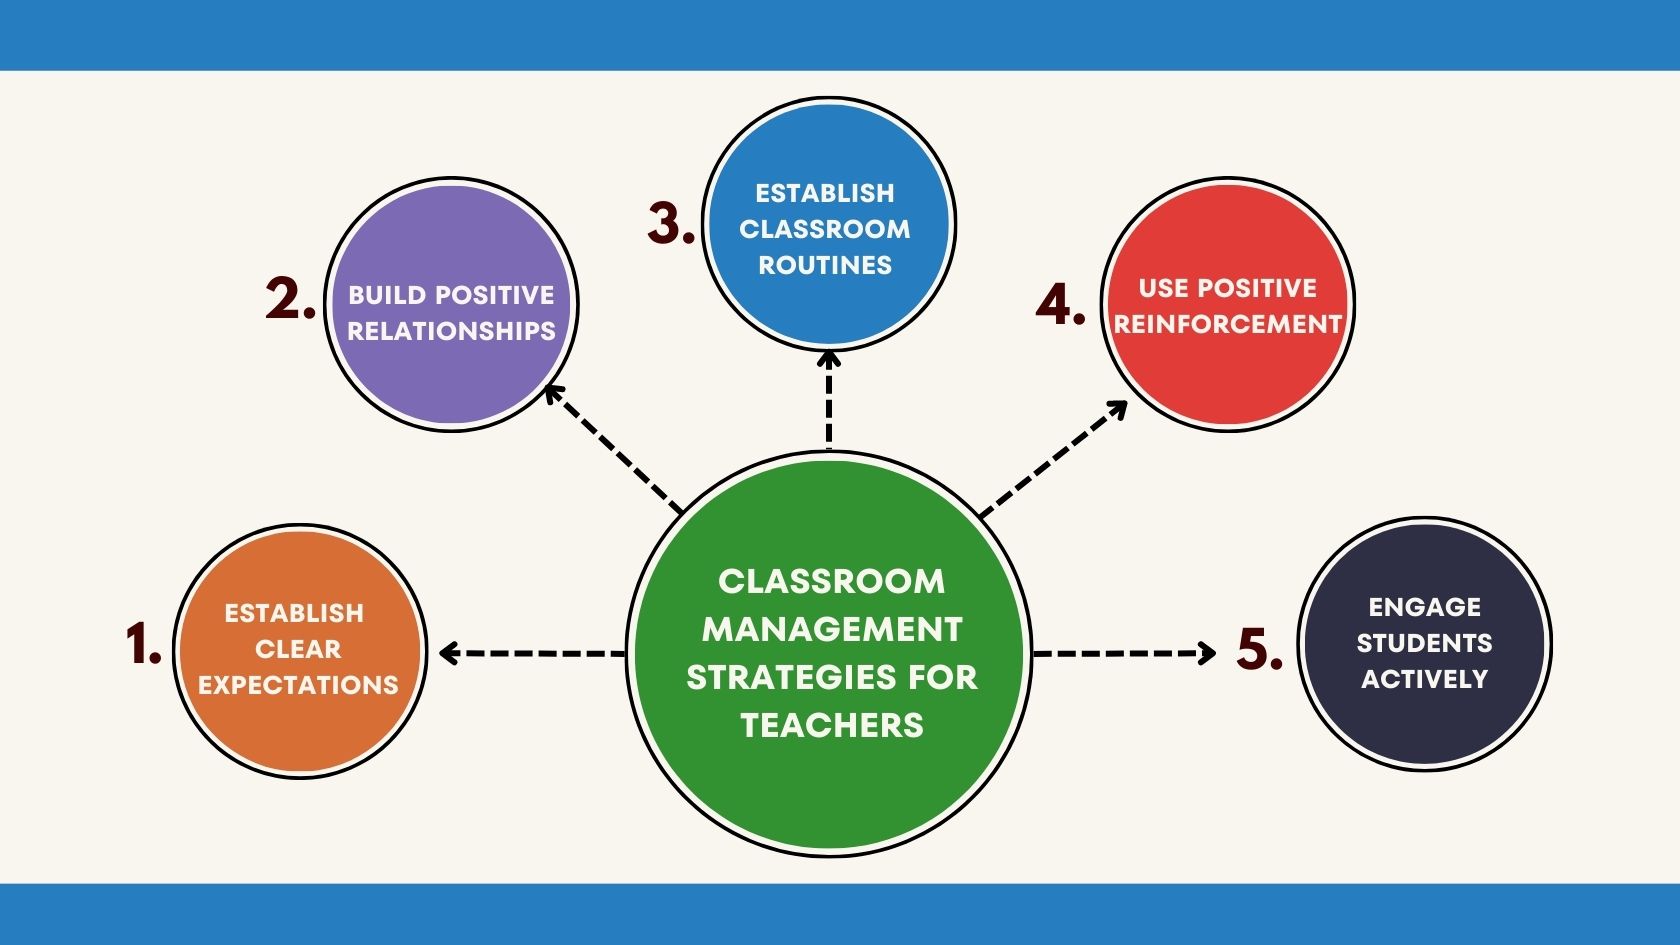 3.
ESTABLISH
CLASSROOM
ROUTINES
2.
BUILD POSITIVE
RELATIONSHIPS
4.
USE POSITIVE
REINFORCEMENT
1.
ESTABLISH
CLEAR
EXPECTATIONS
CLASSROOM
MANAGEMENT
STRATEGIES FOR
TEACHERS
5.
ENGAGE
STUDENTS
ACTIVELY